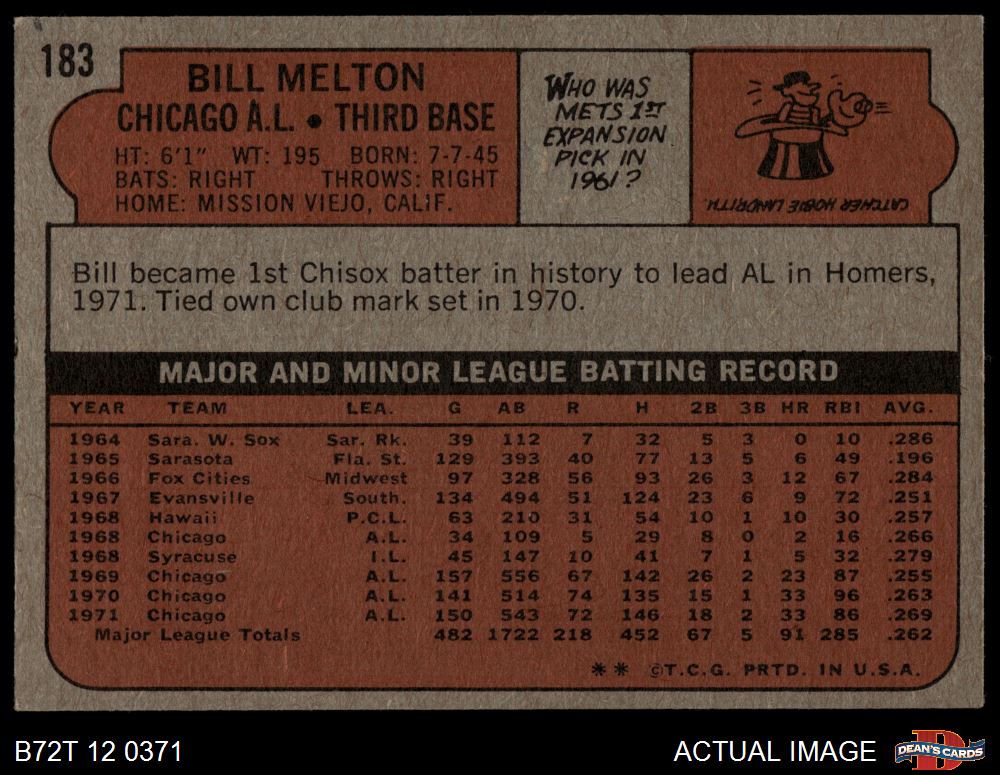 183
BILL MELTON
CHICAGO A.L. • THIRD BASE
HT: 6'1" WT: 195 BORN: 7-7-45
BATS: RIGHT THROWS: RIGHT
HOME: MISSION VIEJO, CALIF.
WHO WAS
METS 1ST
EXPANSION
PICK IN
1961?
CATCHER HOBIE LANDRITH.
Bill became 1st Chisox batter in history to lead AL in Homers,
1971. Tied own club mark set in 1970.
MAJOR AND MINOR LEAGUE BATTING RECORD
YEAR TEAM LEA. G AB R H 2B 3B HR RBI AVG.
1964 Sara. W. Sox Sar. Rk. 39 112 7 32 5 3 0 10 .286
1965 Sarasota Fla. St. 129 393 40 77 13 5 6 49 .196
1966 Fox Cities Midwest 97 328 56 93 26 3 12 67 .284
1967 Evansville South. 134 494 51 124 23 6 9 72 .251
1968 Hawaii P.C.L. 63 210 31 54 10 1 10 30 .257
1968 Chicago A.L. 34 109 5 29 8 0 2 16 .266
1968 Syracuse I.L. 45 147 10 41 7 1 5 32 .279
1969 Chicago A.L. 157 556 67 142 26 2 23 87 .255
1970 Chicago A.L. 141 514 74 135 15 1 33 96 .263
1971 Chicago A.L. 150 543 72 146 18 2 33 86 .269
Major League Totals 482 1722 218 452 67 5 91 285 .262
** ©T.C.G. PRTD. IN U.S.A.
B72T 12 0371
ACTUAL IMAGE
DEAN'S CARDS